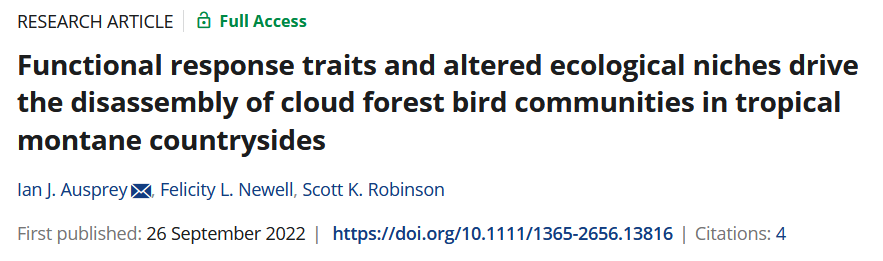 RESEARCH ARTICLE | Full Access
Functional response traits and altered ecological niches drive
the disassembly of cloud forest bird communities in tropical
montane countrysides
Ian J. Ausprey, Felicity L. Newell, Scott K. Robinson
First published: 26 September 2022 | https://doi.org/10.1111/1365-2656.13816 | Citations: 4